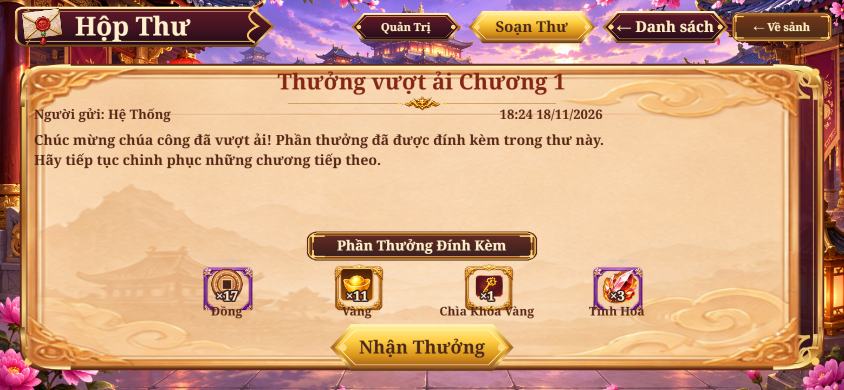 Hộp Thư
Quản Trị
Soạn Thư
← Danh sách
← Về sảnh
Thưởng vượt ải Chương 1
Người gửi: Hệ Thống
18:24 18/11/2026
Chúc mừng chúa công đã vượt ải! Phần thưởng đã được đính kèm trong thư này.
Hãy tiếp tục chinh phục những chương tiếp theo.
Phần Thưởng Đính Kèm
×17
×11
×1
×3
Đồng
Vàng
Chìa Khóa Vàng
Tinh Hoa
Nhận Thưởng